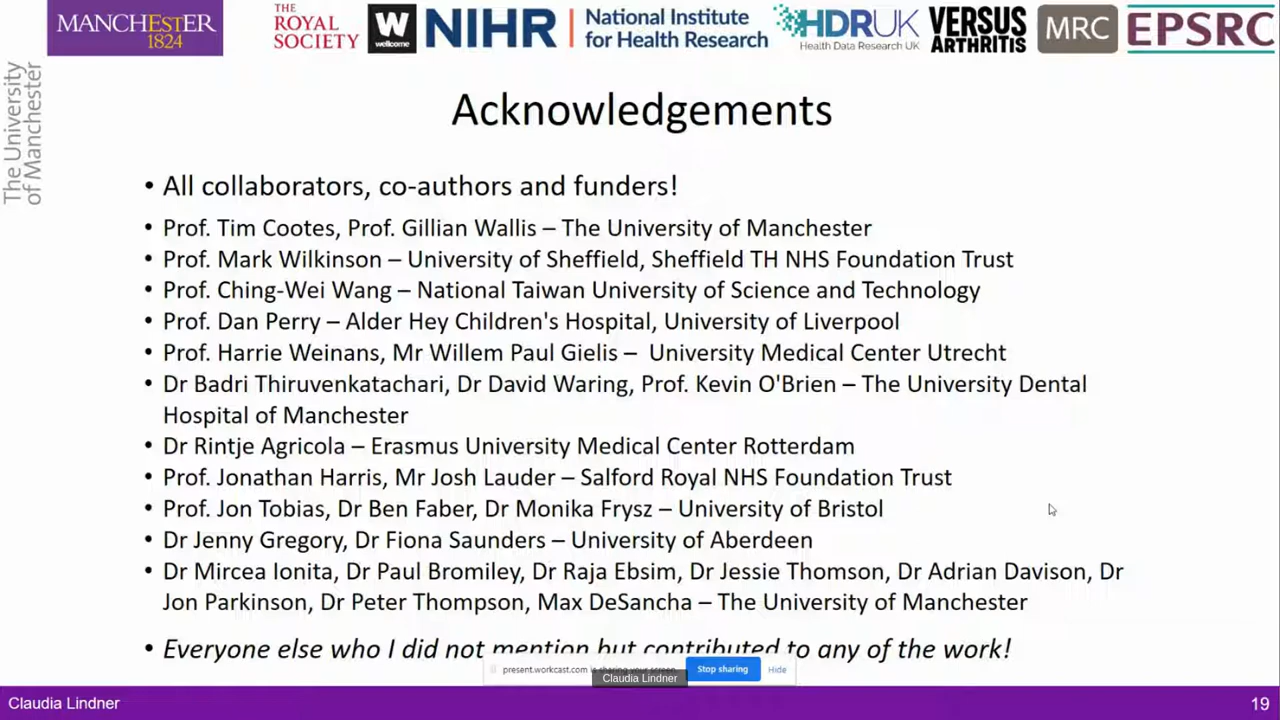 MANCHESTER
1824
The University
of Manchester
THE
ROYAL
SOCIETY
W
wellcome
NIHR | National Institute
for Health Research
HDRUK
Health Data Research UK
VERSUS
ARTHRITIS
MRC
EPSRC
Acknowledgements
• All collaborators, co-authors and funders!
• Prof. Tim Cootes, Prof. Gillian Wallis – The University of Manchester
• Prof. Mark Wilkinson – University of Sheffield, Sheffield TH NHS Foundation Trust
• Prof. Ching-Wei Wang – National Taiwan University of Science and Technology
• Prof. Dan Perry – Alder Hey Children's Hospital, University of Liverpool
• Prof. Harrie Weinans, Mr Willem Paul Gielis – University Medical Center Utrecht
• Dr Badri Thiruvenkatachari, Dr David Waring, Prof. Kevin O'Brien – The University Dental
Hospital of Manchester
• Dr Rintje Agricola – Erasmus University Medical Center Rotterdam
• Prof. Jonathan Harris, Mr Josh Lauder – Salford Royal NHS Foundation Trust
• Prof. Jon Tobias, Dr Ben Faber, Dr Monika Frysz – University of Bristol
• Dr Jenny Gregory, Dr Fiona Saunders – University of Aberdeen
• Dr Mircea Ionita, Dr Paul Bromiley, Dr Raja Ebsim, Dr Jessie Thomson, Dr Adrian Davison, Dr
Jon Parkinson, Dr Peter Thompson, Max DeSancha – The University of Manchester
• Everyone else who I did not mention but contributed to any of the work!
present.workcast.com is sharing your screen.
Stop sharing
Hide
Claudia Lindner
Claudia Lindner
19